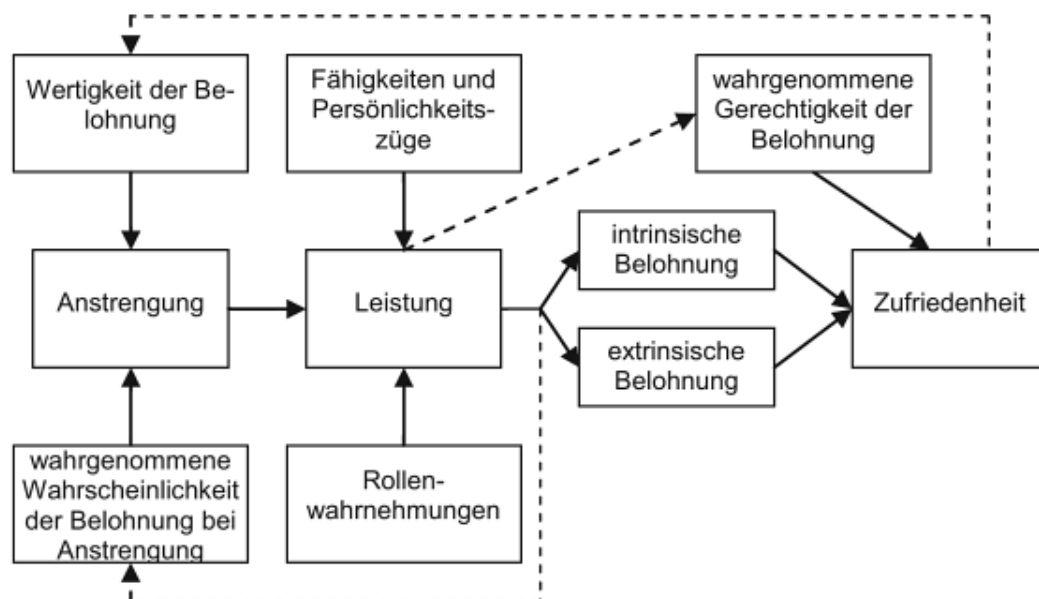 Wertigkeit der Be-
lohnung
Fähigkeiten und
Persönlichkeits-
züge
wahrgenommene
Gerechtigkeit der
Belohnung
Anstrengung
Leistung
intrinsische
Belohnung
extrinsische
Belohnung
Zufriedenheit
wahrgenommene
Wahrscheinlichkeit
der Belohnung bei
Anstrengung
Rollen-
wahrnehmungen